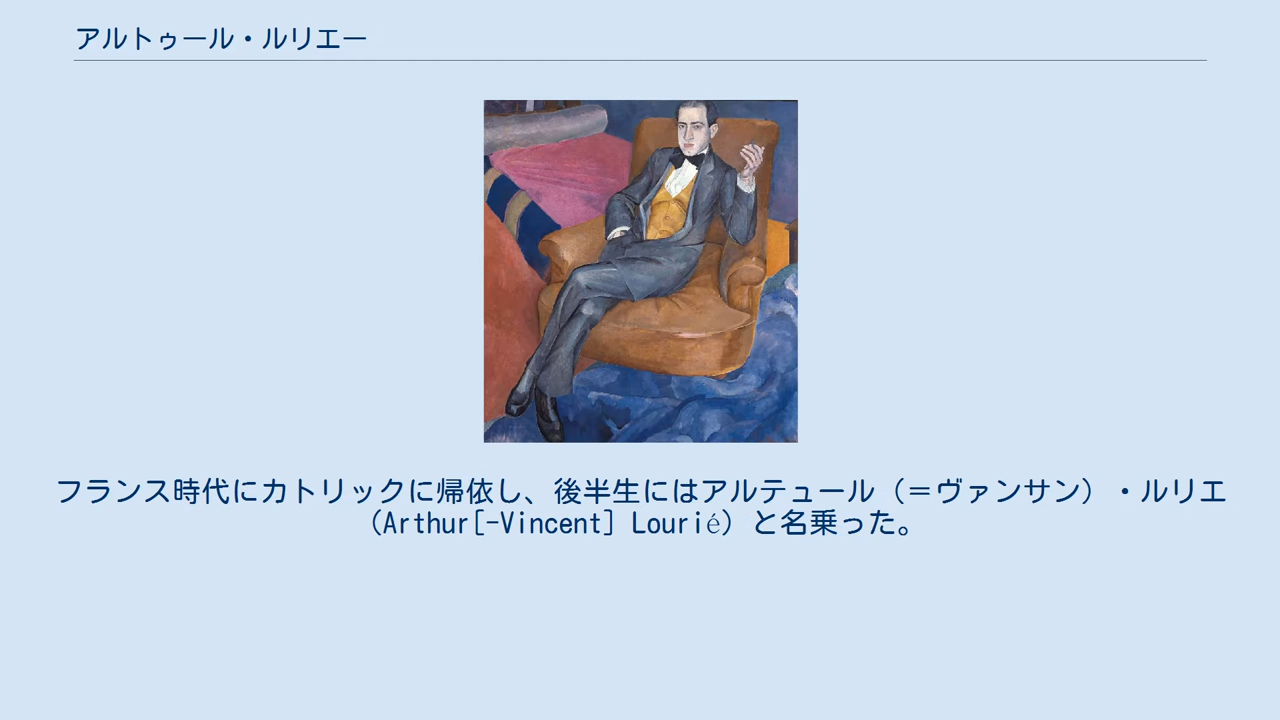 アルトゥール・ルリエー
フランス時代にカトリックに帰依し、後半生にはアルテュール（＝ヴァンサン）・ルリエ
（Arthur[-Vincent] Lourié）と名乗った。